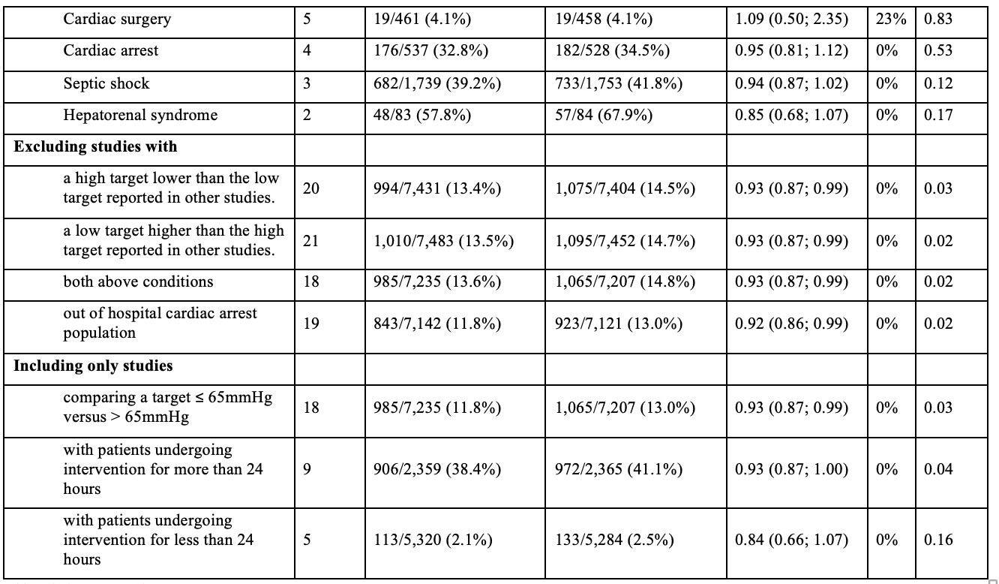 Cardiac surgery 5 19/461 (4.1%) 19/458 (4.1%) 1.09 (0.50; 2.35) 23% 0.83
Cardiac arrest 4 176/537 (32.8%) 182/528 (34.5%) 0.95 (0.81; 1.12) 0% 0.53
Septic shock 3 682/1,739 (39.2%) 733/1,753 (41.8%) 0.94 (0.87; 1.02) 0% 0.12
Hepatorenal syndrome 2 48/83 (57.8%) 57/84 (67.9%) 0.85 (0.68; 1.07) 0% 0.17
Excluding studies with
a high target lower than the low
target reported in other studies.
20 994/7,431 (13.4%) 1,075/7,404 (14.5%) 0.93 (0.87; 0.99) 0% 0.03
a low target higher than the high
target reported in other studies.
21 1,010/7,483 (13.5%) 1,095/7,452 (14.7%) 0.93 (0.87; 0.99) 0% 0.02
both above conditions 18 985/7,235 (13.6%) 1,065/7,207 (14.8%) 0.93 (0.87; 0.99) 0% 0.02
out of hospital cardiac arrest
population
19 843/7,142 (11.8%) 923/7,121 (13.0%) 0.92 (0.86; 0.99) 0% 0.02
Including only studies
comparing a target ≤ 65mmHg
versus > 65mmHg
18 985/7,235 (11.8%) 1,065/7,207 (13.0%) 0.93 (0.87; 0.99) 0% 0.03
with patients undergoing
intervention for more than 24
hours
9 906/2,359 (38.4%) 972/2,365 (41.1%) 0.93 (0.87; 1.00) 0% 0.04
with patients undergoing
intervention for less than 24
hours
5 113/5,320 (2.1%) 133/5,284 (2.5%) 0.84 (0.66; 1.07) 0% 0.16